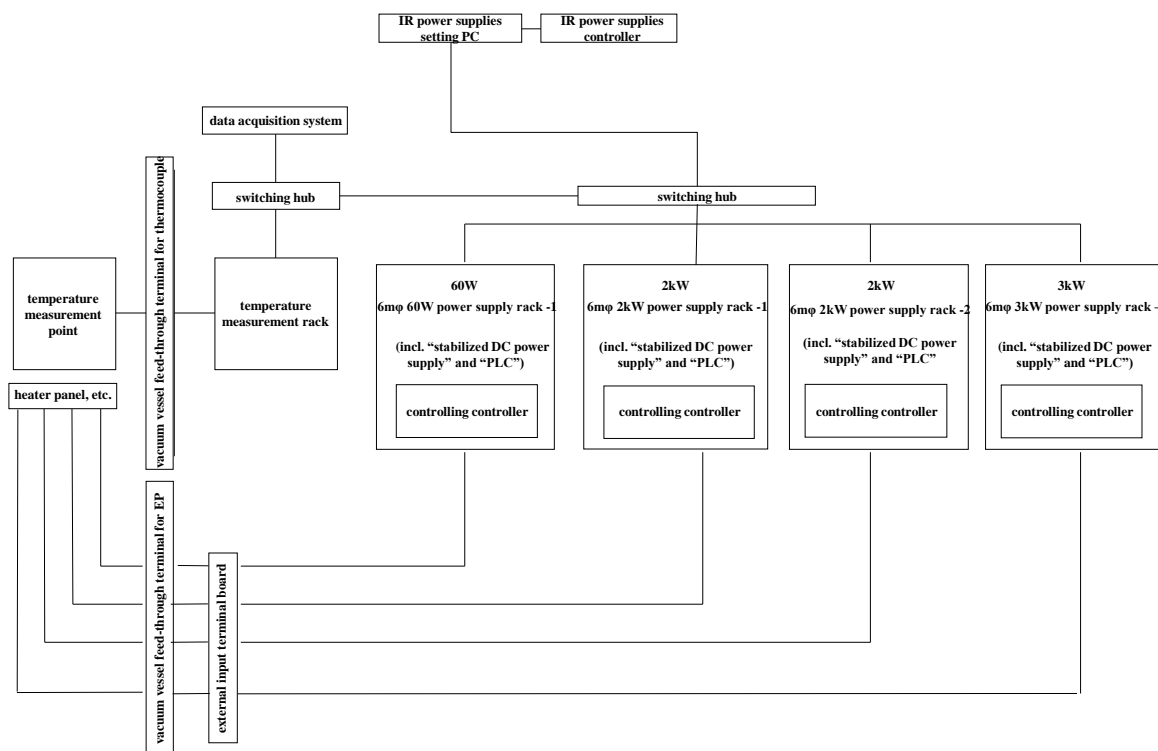 IR power supplies
setting PC
IR power supplies
controller
data acquisition system
switching hub
switching hub
vacuum vessel feed-through terminal for thermocouple
temperature
measurement
point
temperature
measurement rack
60W
6mφ 60W power supply rack -1
(incl. “stabilized DC power
supply” and “PLC”)
controlling controller
2kW
6mφ 2kW power supply rack -1
(incl. “stabilized DC power
supply” and “PLC”)
controlling controller
2kW
6mφ 2kW power supply rack -2
(incl. “stabilized DC power
supply” and “PLC”
controlling controller
3kW
6mφ 3kW power supply rack -
(incl. “stabilized DC power
supply” and “PLC”)
controlling controller
heater panel, etc.
vacuum vessel feed-through terminal for EP
external input terminal board